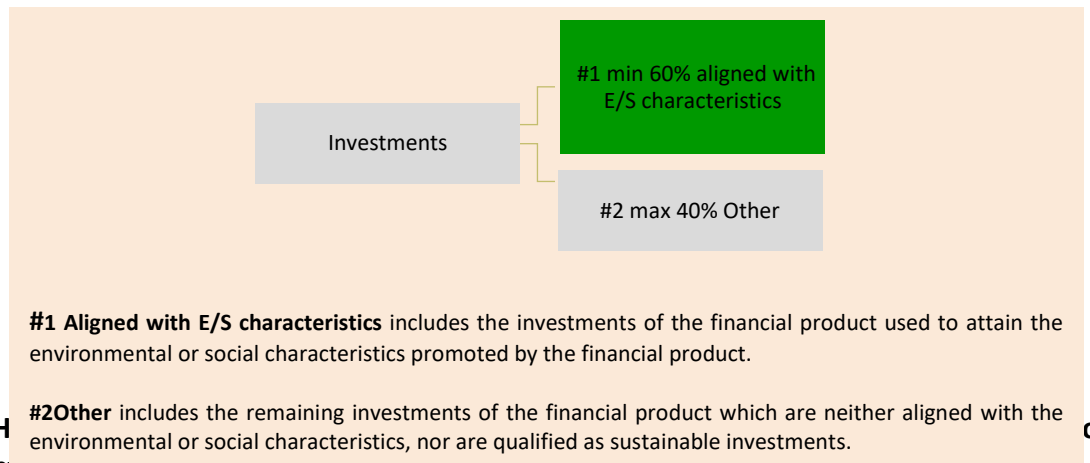 #1 min 60% aligned with
E/S characteristics
Investments
#2 max 40% Other
#1 Aligned with E/S characteristics includes the investments of the financial product used to attain the
environmental or social characteristics promoted by the financial product.
#2Other includes the remaining investments of the financial product which are neither aligned with the
environmental or social characteristics, nor are qualified as sustainable investments.